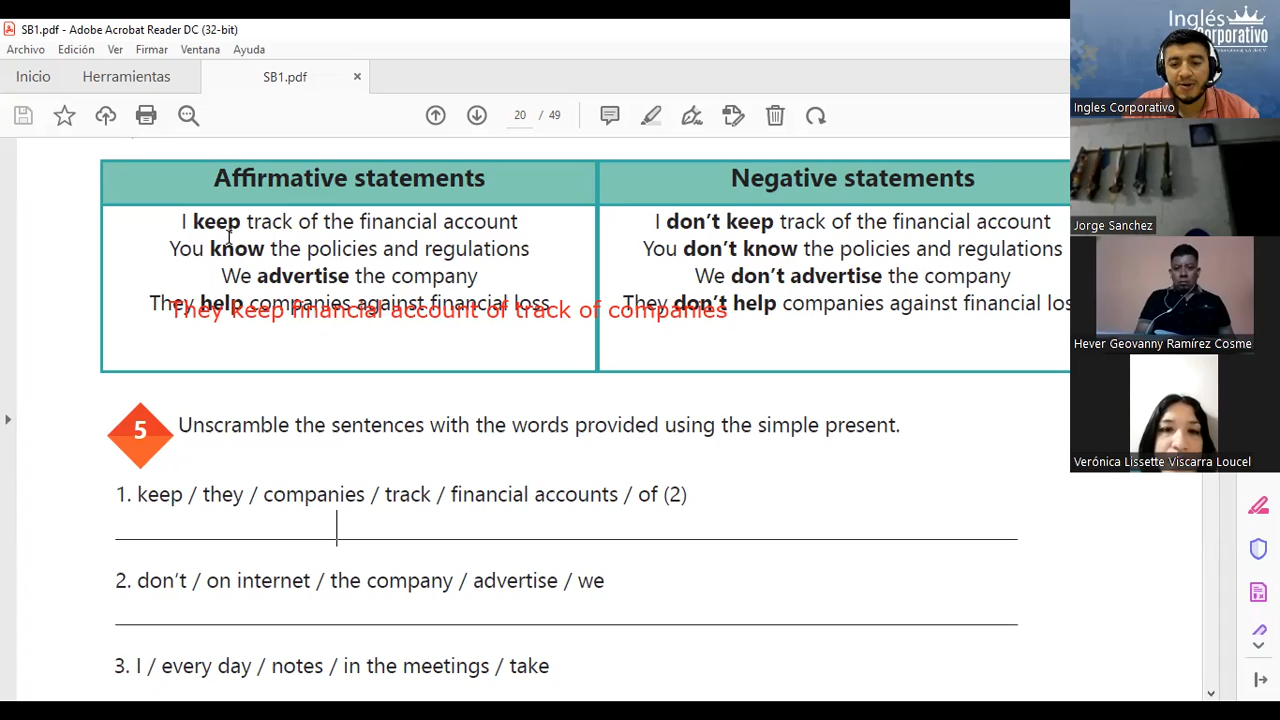 SB1.pdf - Adobe Acrobat Reader DC (32-bit)
Archivo Edición Ver Firmar Ventana Ayuda
Inicio Herramientas SB1.pdf ×
20 / 49
Affirmative statements
I keep track of the financial account
You know the policies and regulations
We advertise the company
They help companies against financial loss
Negative statements
I don't keep track of the financial account
You don't know the policies and regulations
We don't advertise the company
They don't help companies against financial los
They keep financial account of track of companies
5 Unscramble the sentences with the words provided using the simple present.
1. keep / they / companies / track / financial accounts / of (2)
2. don't / on internet / the company / advertise / we
3. I / every day / notes / in the meetings / take
Inglés
Corporativo
Ingles Corporativo
Jorge Sanchez
Hever Geovanny Ramírez Cosme
Verónica Lissette Viscarra Loucel